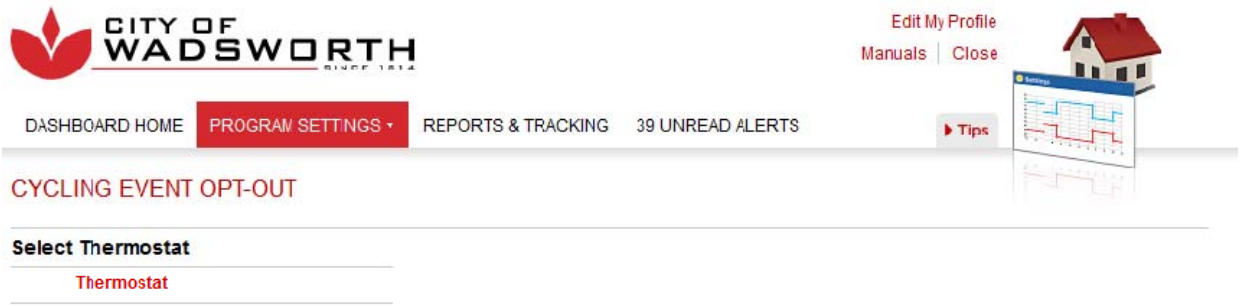 CITY OF
WADSWORTH
SINCE 1814
Edit My Profile
Manuals | Close
Settings
DASHBOARD HOME PROGRAM SETTINGS REPORTS & TRACKING 39 UNREAD ALERTS Tips
CYCLING EVENT OPT-OUT
Select Thermostat
Thermostat